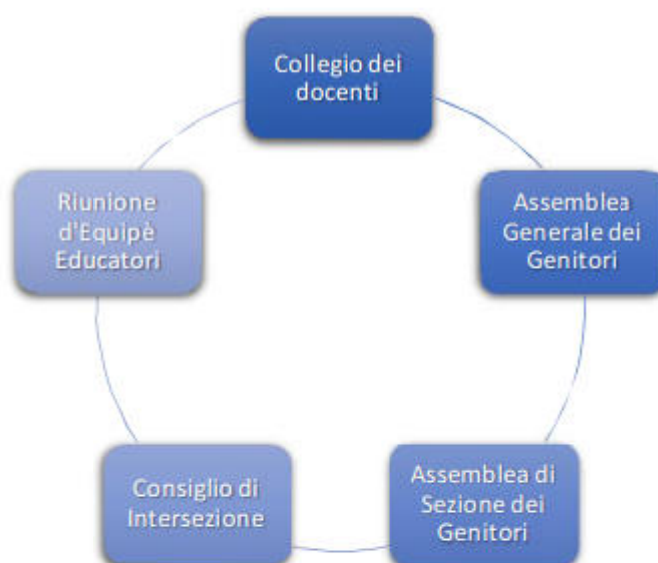 Collegio dei
docenti
Assemblea
Generale dei
Genitori
Assemblea di
Sezione dei
Genitori
Consiglio di
Intersezione
Riunione
d'Equipè
Educatori